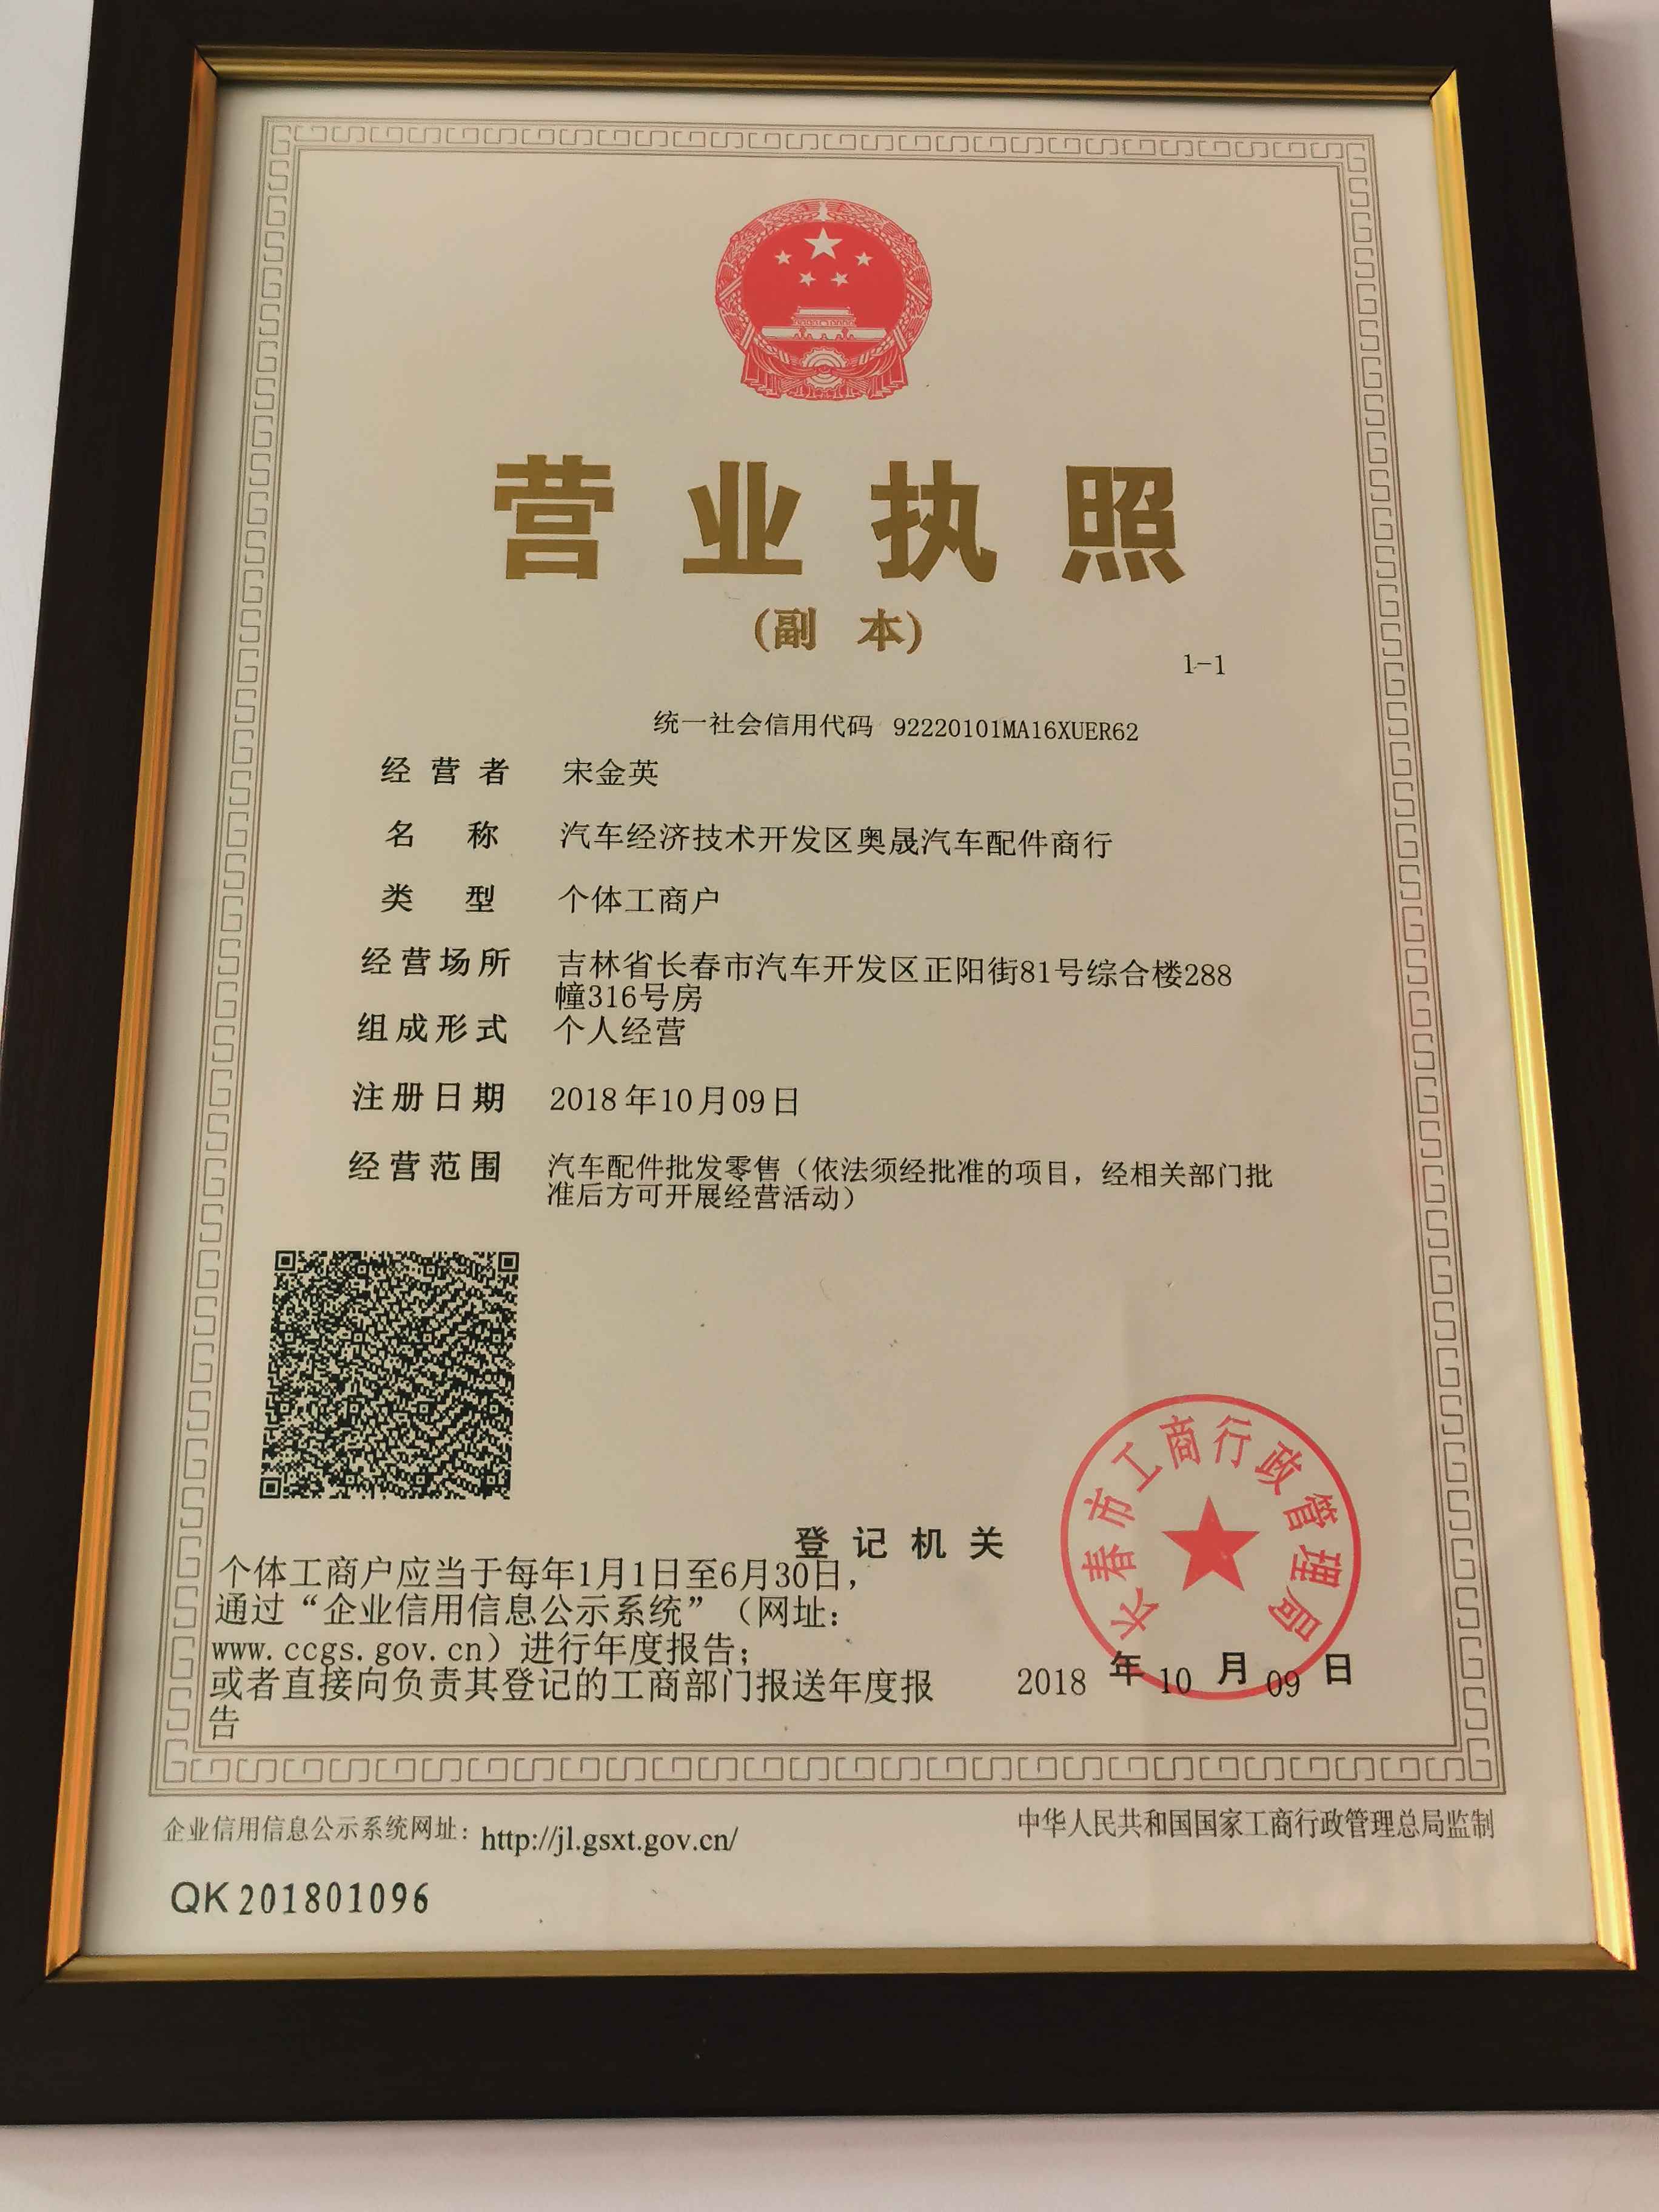 营业执照
(副 本)
1-1
统一社会信用代码 92220101MA16XUER62
经营者 宋金英
名称 汽车经济技术开发区奥晟汽车配件商行
类型 个体工商户
经营场所 吉林省长春市汽车开发区正阳街81号综合楼288
幢316号房
组成形式 个人经营
注册日期 2018年10月09日
经营范围 汽车配件批发零售（依法须经批准的项目，经相关部门批
准后方可开展经营活动）
登记机关
长春市工商行政管理局
个体工商户应当于每年1月1日至6月30日，
通过“企业信用信息公示系统”（网址：
www.ccgs.gov.cn）进行年度报告；
或者直接向负责其登记的工商部门报送年度报
告
2018 年 10 月 09 日
企业信用信息公示系统网址：http://jl.gsxt.gov.cn/
中华人民共和国国家工商行政管理总局监制
QK201801096